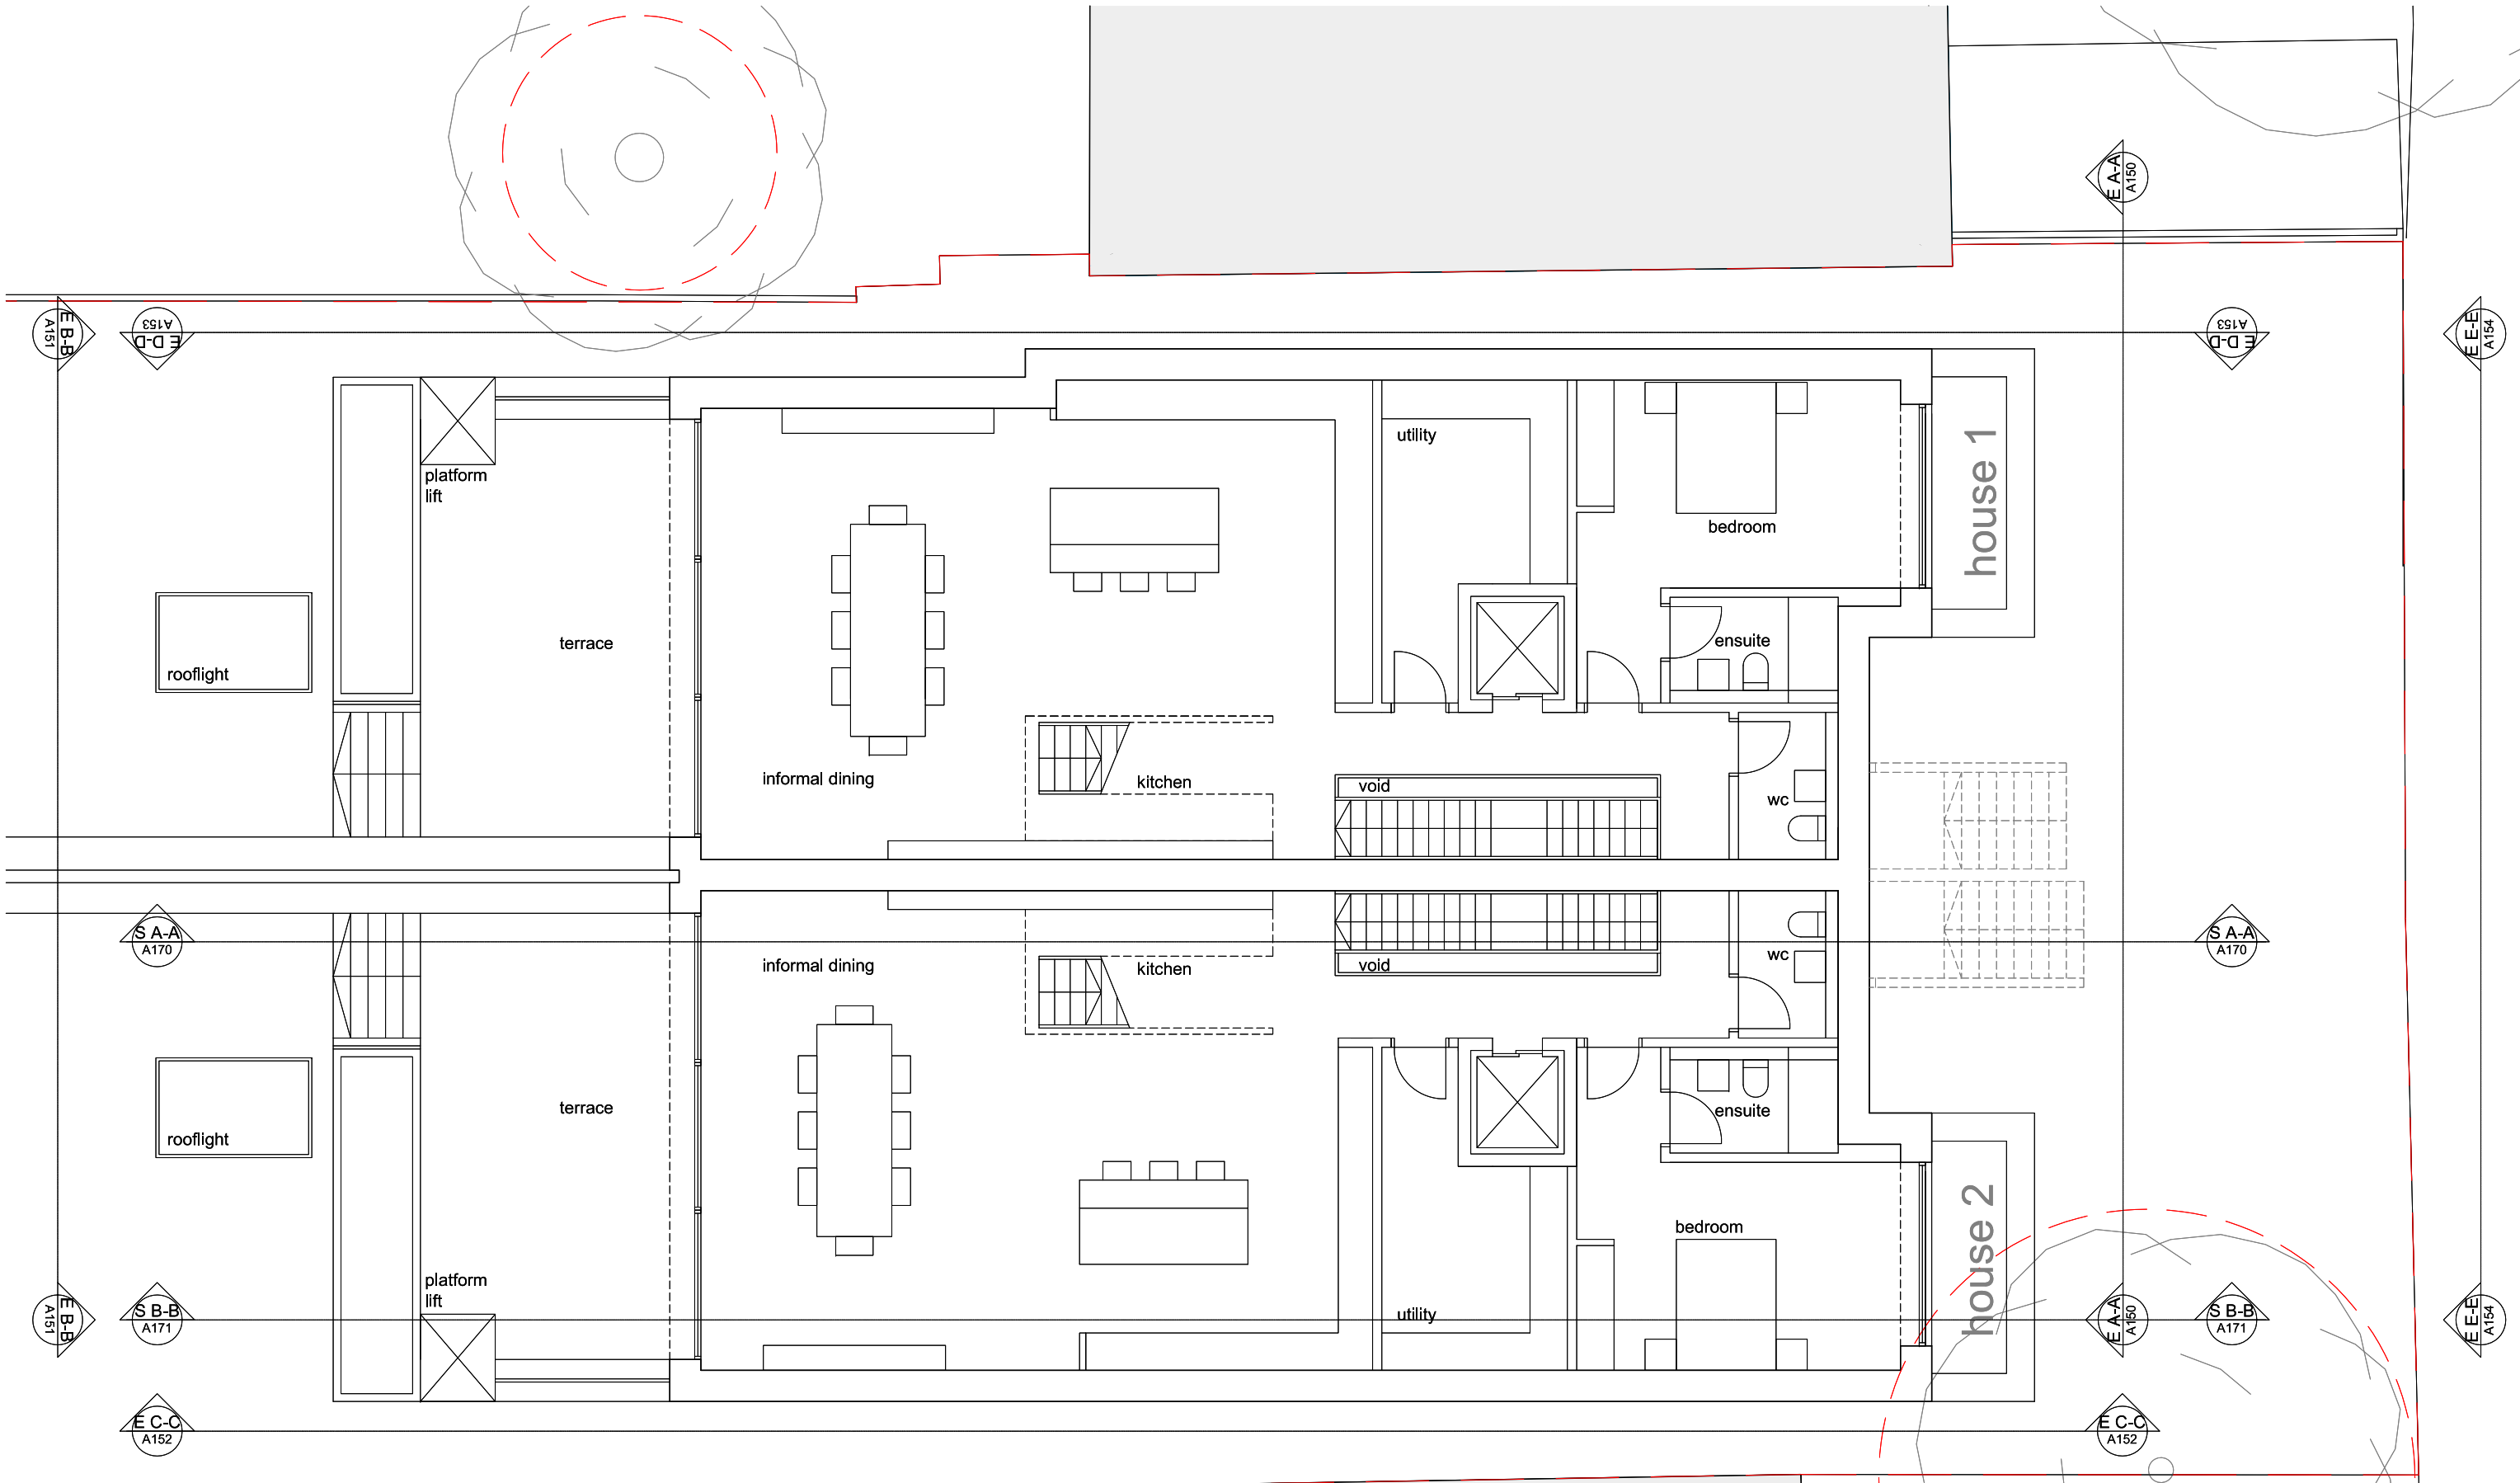 E A-A
A150
E B-B
A151
E D-D
A153
E D-D
A153
E E-E
A154
utility
platform
lift
bedroom
house 1
terrace
ensuite
rooflight
informal dining
kitchen
void
wc
S A-A
A170
S A-A
A170
informal dining
kitchen
void
wc
terrace
ensuite
rooflight
bedroom
house 2
platform
lift
utility
E B-B
A151
S B-B
A171
E A-A
A150
S B-B
A171
E E-E
A154
E C-C
A152
E C-C
A152